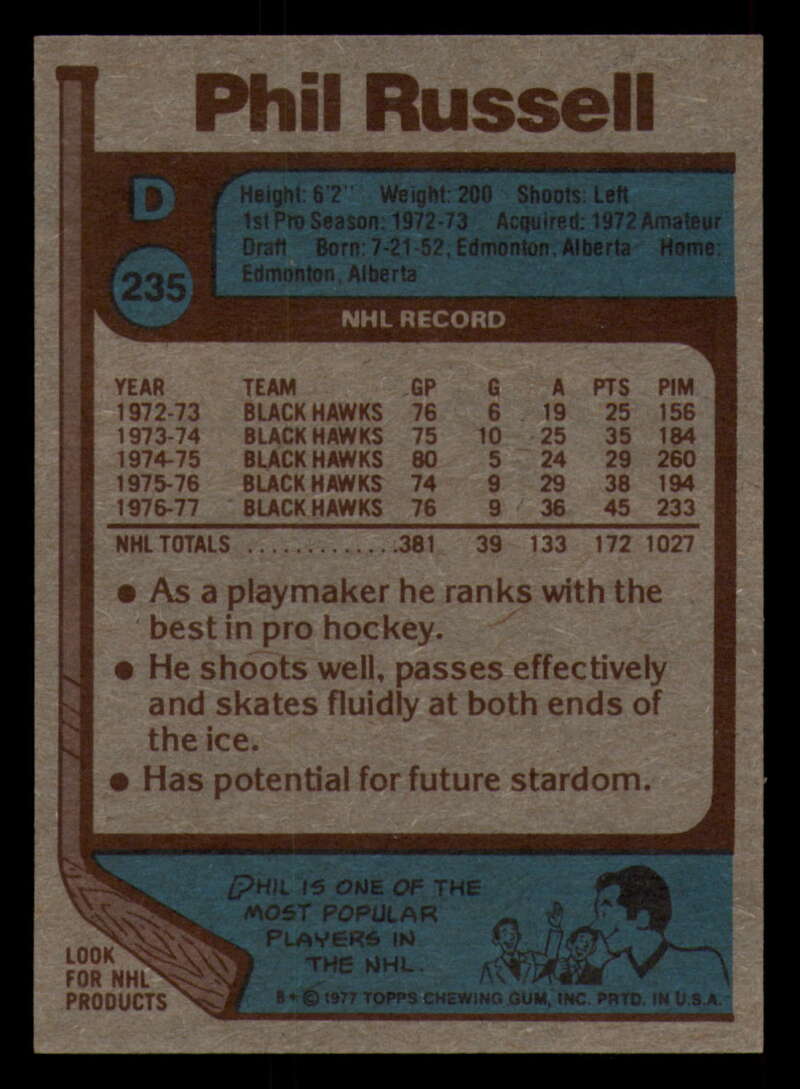 Phil Russell
D
235
Height: 6'2" Weight: 200 Shoots: Left
1st Pro Season: 1972-73 Acquired: 1972 Amateur
Draft Born: 7-21-52, Edmonton, Alberta Home:
Edmonton, Alberta
NHL RECORD
YEAR TEAM GP G A PTS PIM
1972-73 BLACK HAWKS 76 6 19 25 156
1973-74 BLACK HAWKS 75 10 25 35 184
1974-75 BLACK HAWKS 80 5 24 29 260
1975-76 BLACK HAWKS 74 9 29 38 194
1976-77 BLACK HAWKS 76 9 36 45 233
NHL TOTALS .............381 39 133 172 1027
● As a playmaker he ranks with the
best in pro hockey.
● He shoots well, passes effectively
and skates fluidly at both ends of
the ice.
● Has potential for future stardom.
PHIL IS ONE OF THE
MOST POPULAR
PLAYERS IN
THE NHL.
LOOK
FOR NHL
PRODUCTS
B* © 1977 TOPPS CHEWING GUM, INC. PRTD. IN U.S.A.